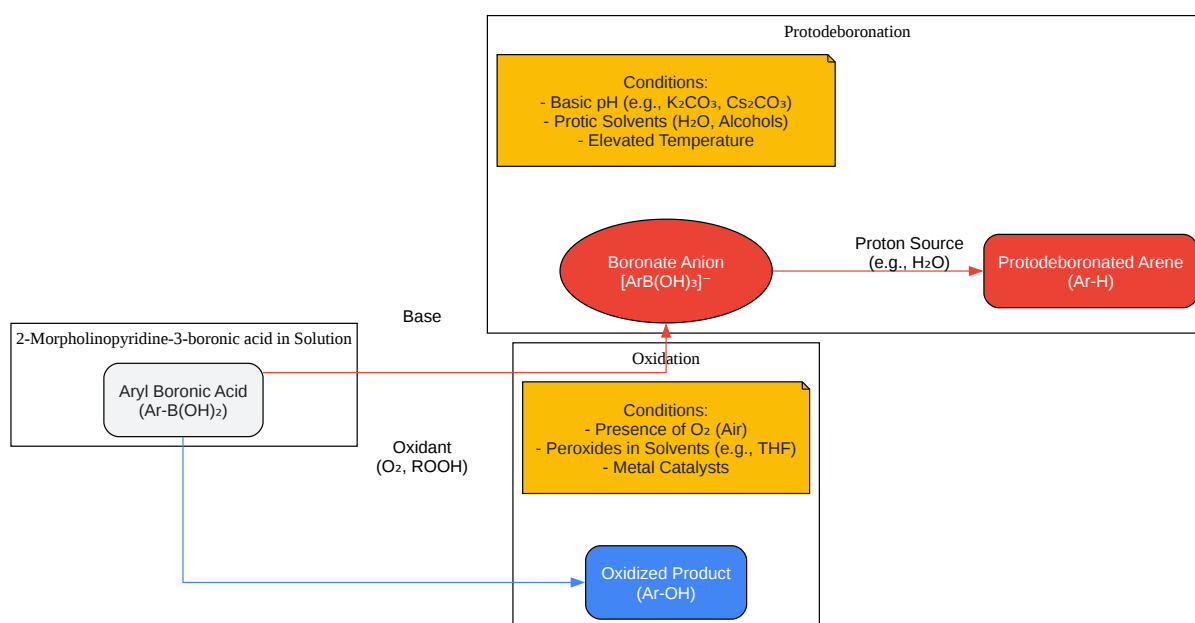 Protodeboronation
Conditions:
- Basic pH (e.g., K₂CO₃, Cs₂CO₃)
- Protic Solvents (H₂O, Alcohols)
- Elevated Temperature
Boronate Anion
[ArB(OH)₃]⁻
Proton Source
(e.g., H₂O)
Protodeboronated Arene
(Ar-H)
Base
2-Morpholinopyridine-3-boronic acid in Solution
Aryl Boronic Acid
(Ar-B(OH)₂)
Oxidant
(O₂, ROOH)
Oxidation
Conditions:
- Presence of O₂ (Air)
- Peroxides in Solvents (e.g., THF)
- Metal Catalysts
Oxidized Product
(Ar-OH)